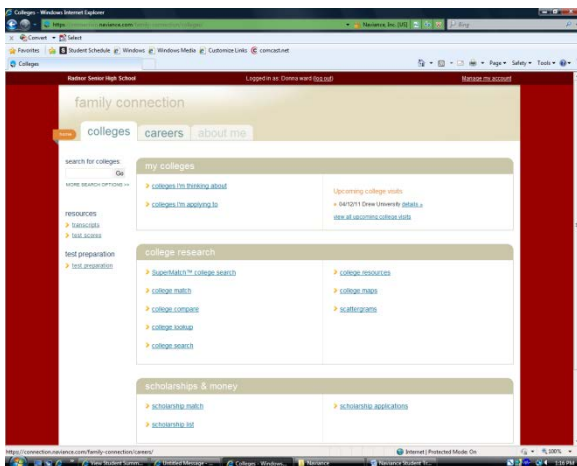 Colleges - Windows Internet Explorer
naviance.com
Naviance, Inc. [US]
Bing
Convert Select
Favorites Student Schedule Windows Windows Media Customize Links comcast.net
Colleges Page Safety Tools
Radnor Senior High School Logged in as: Donna ward (log out) Manage my account
family connection
home colleges careers about me
search for colleges:
Go
MORE SEARCH OPTIONS >>
resources
transcripts
test scores
test preparation
test preparation
my colleges
colleges I'm thinking about
colleges I'm applying to
Upcoming college visits
04/12/11 Drew University details »
view all upcoming college visits
college research
SuperMatch™ college search
college match
college compare
college lookup
college search
college resources
college maps
scattergrams
scholarships & money
scholarship match
scholarship list
scholarship applications
https://connection.naviance.com/family-connection/careers/ Internet | Protected Mode: On 100%
View Student Summ... Untitled Message - ... Colleges - Windows... Naviance Naviance Student Tr... 1:16 PM